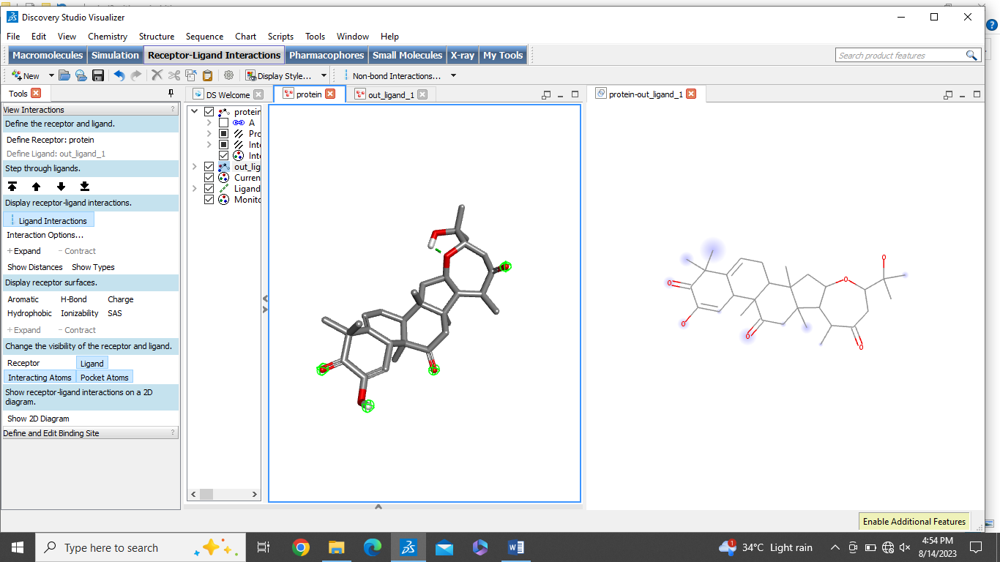 Discovery Studio Visualizer
File Edit View Chemistry Structure Sequence Chart Scripts Tools Window Help
Macromolecules Simulation Receptor-Ligand Interactions Pharmacophores Small Molecules X-ray My Tools
Search product features
New Display Style... Non-bond Interactions...
Tools
View Interactions ?
Define the receptor and ligand.
Define Receptor: protein
Define Ligand: out_ligand_1
Step through ligands.
Display receptor-ligand interactions.
Ligand Interactions
Interaction Options...
+ Expand - Contract
Show Distances Show Types
Display receptor surfaces.
Aromatic H-Bond Charge
Hydrophobic Ionizability SAS
+ Expand - Contract
Change the visibility of the receptor and ligand.
Receptor Ligand
Interacting Atoms Pocket Atoms
Show receptor-ligand interactions on a 2D
diagram.
Show 2D Diagram
Define and Edit Binding Site ?
DS Welcome protein out_ligand_1
protein
A
Pro
Inte
Inte
out_lig
Curren
Ligand
Monito
protein-out_ligand_1
O
O
O
O
O
O
Enable Additional Features
Type here to search
1
34°C Light rain
4:54 PM
8/14/2023